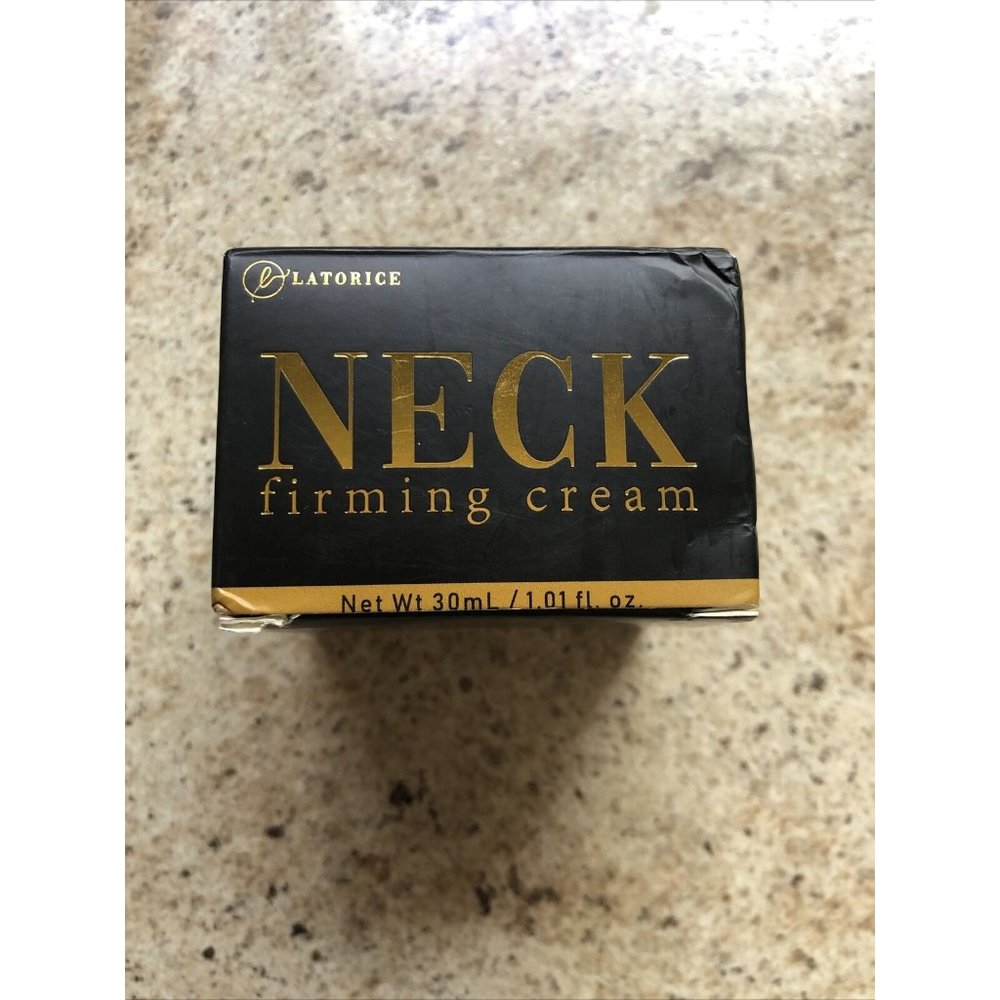 LATORICE
NECK
firming cream
Net Wt 30mL / 1.01 fl. oz.